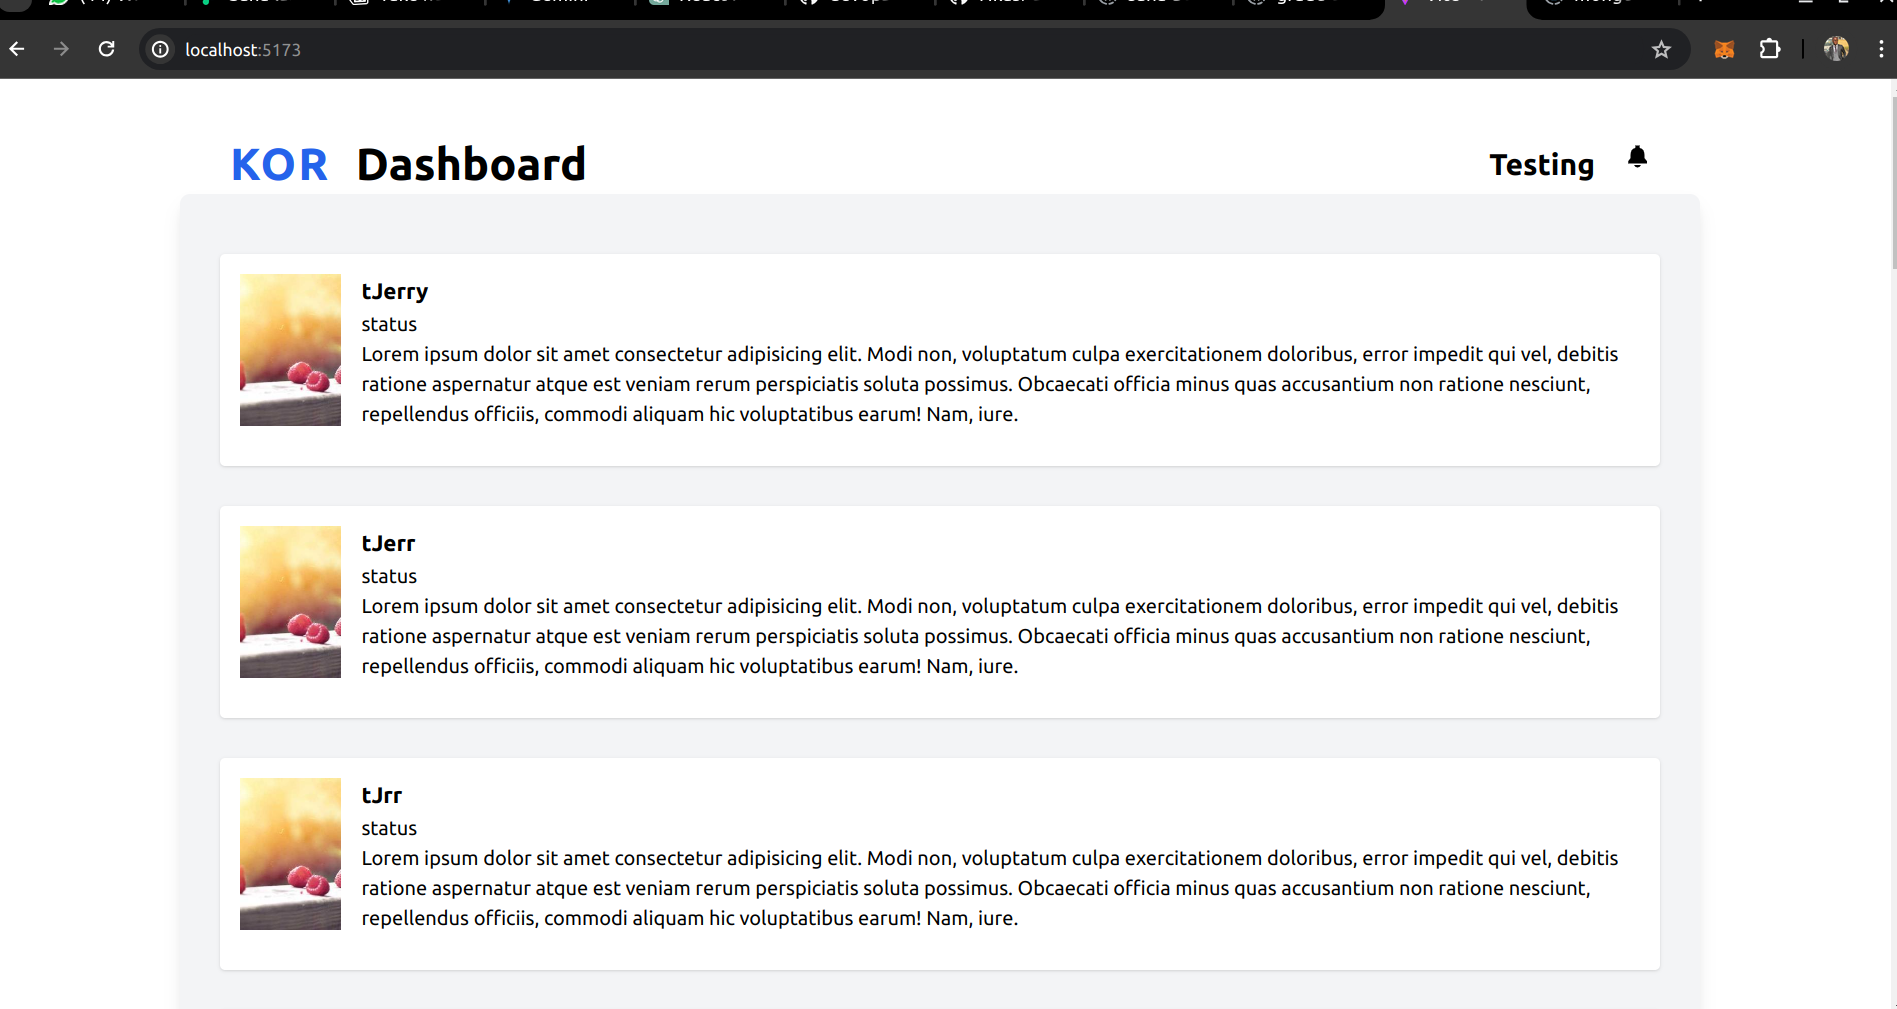 localhost:5173
KOR Dashboard
Testing
tJerry
status
Lorem ipsum dolor sit amet consectetur adipisicing elit. Modi non, voluptatum culpa exercitationem doloribus, error impedit qui vel, debitis
ratione aspernatur atque est veniam rerum perspiciatis soluta possimus. Obcaecati officia minus quas accusantium non ratione nesciunt,
repellendus officiis, commodi aliquam hic voluptatibus earum! Nam, iure.
tJerr
status
Lorem ipsum dolor sit amet consectetur adipisicing elit. Modi non, voluptatum culpa exercitationem doloribus, error impedit qui vel, debitis
ratione aspernatur atque est veniam rerum perspiciatis soluta possimus. Obcaecati officia minus quas accusantium non ratione nesciunt,
repellendus officiis, commodi aliquam hic voluptatibus earum! Nam, iure.
tJrr
status
Lorem ipsum dolor sit amet consectetur adipisicing elit. Modi non, voluptatum culpa exercitationem doloribus, error impedit qui vel, debitis
ratione aspernatur atque est veniam rerum perspiciatis soluta possimus. Obcaecati officia minus quas accusantium non ratione nesciunt,
repellendus officiis, commodi aliquam hic voluptatibus earum! Nam, iure.